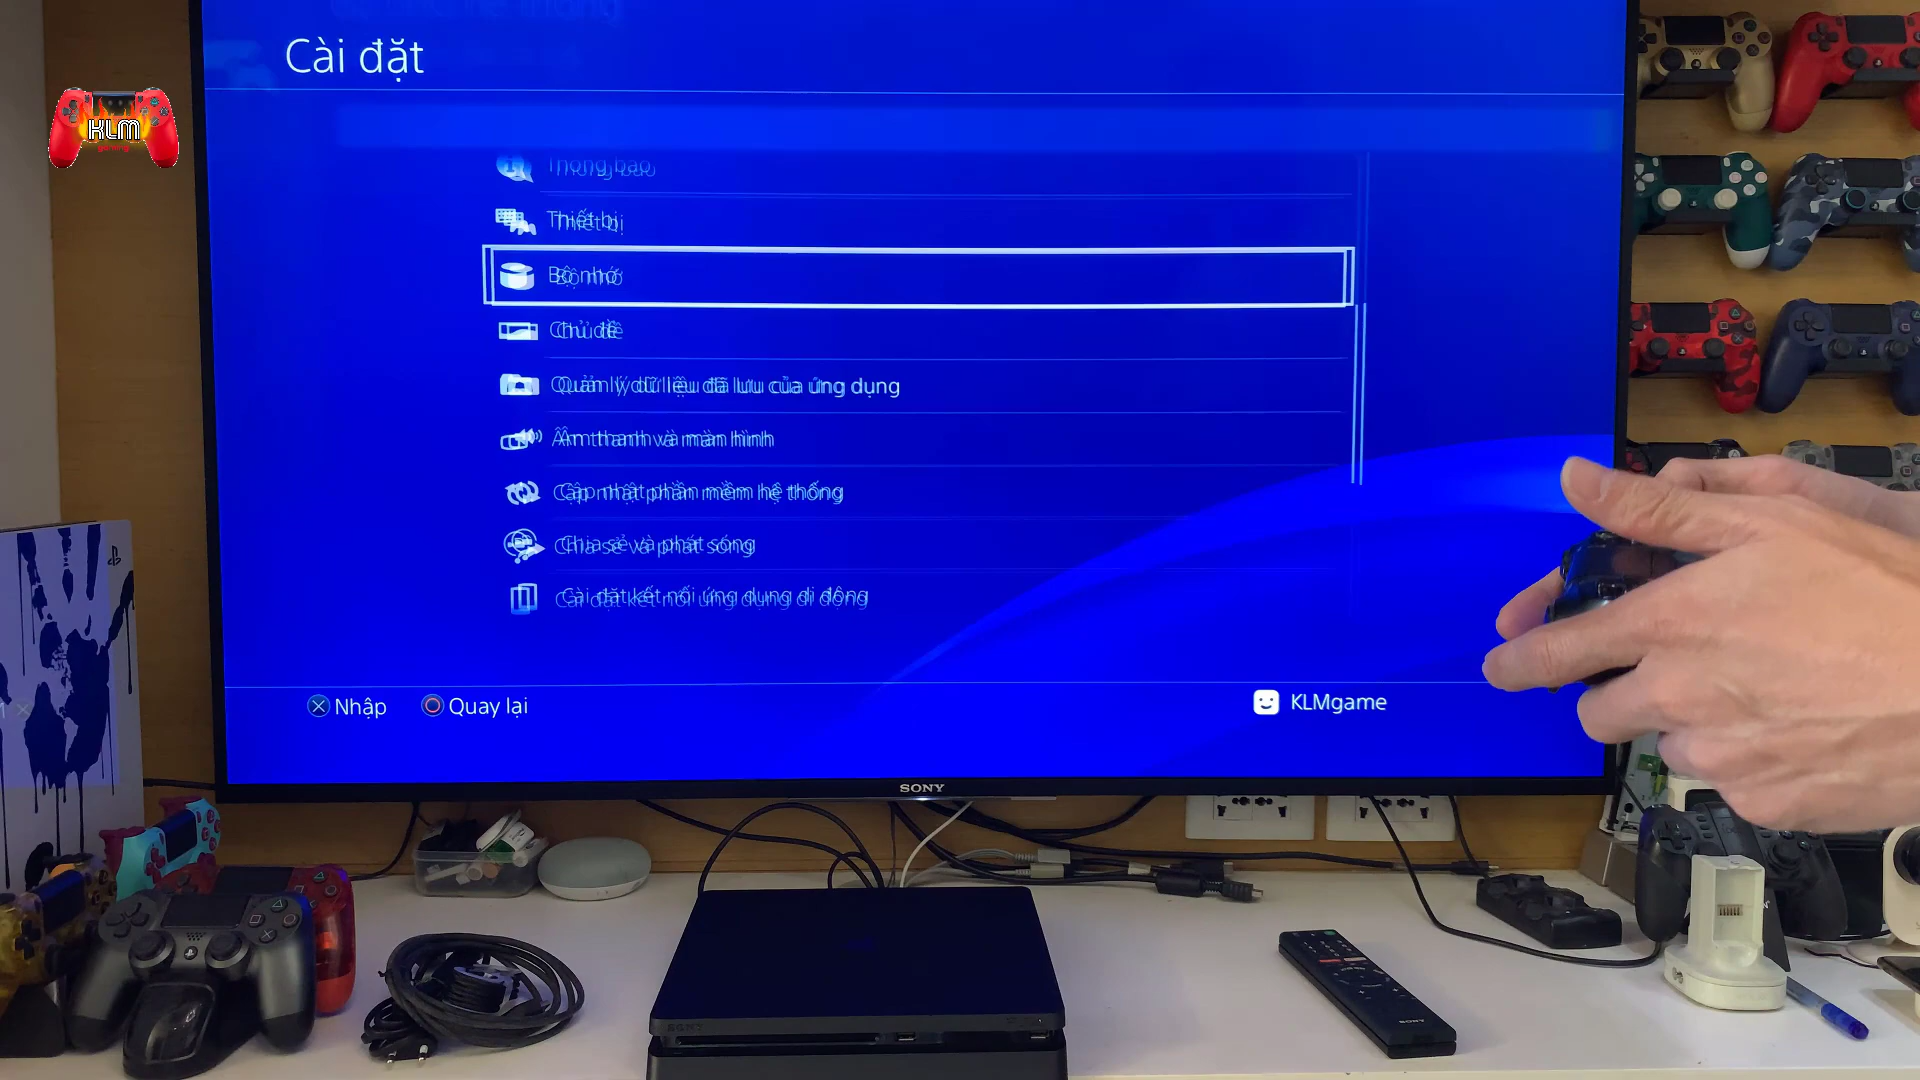 Cài đặt
KLM
gaming
Thông báo
Thiết bị
Bộ nhớ
Chủ đề
Quản lý dữ liệu đã lưu của ứng dụng
Âm thanh và màn hình
Cập nhật phần mềm hệ thống
Chia sẻ và phát sóng
Cài đặt kết nối ứng dụng di động
Nhập
Quay lại
KLMgame
SONY
SONY
SONY